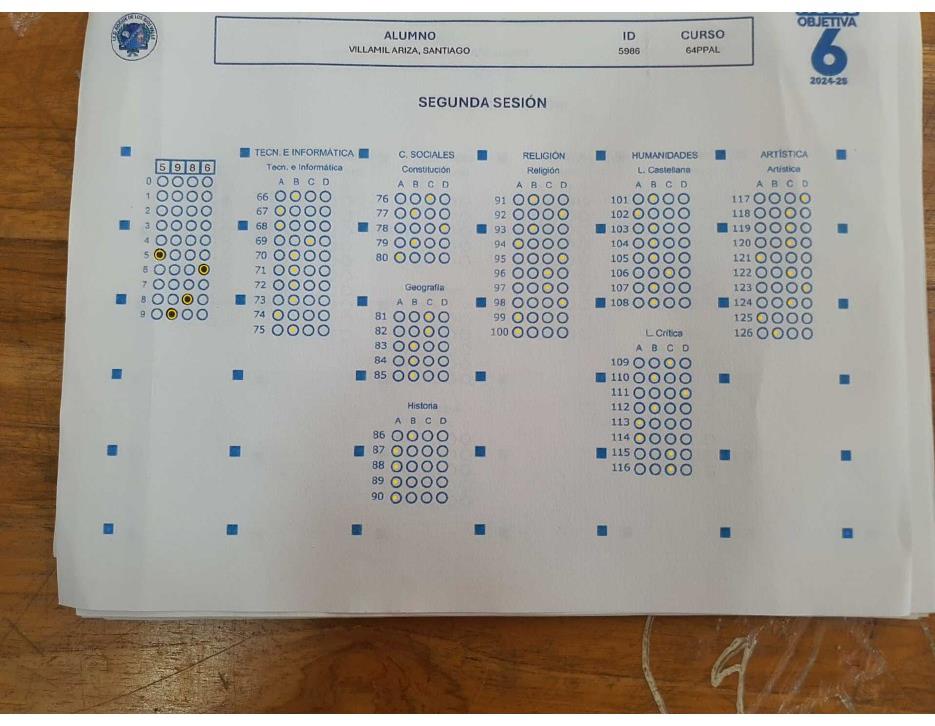 OBJETIVA
6
2024-25
ALUMNO ID CURSO
VILLAMIL ARIZA, SANTIAGO 5986 64PPAL
SEGUNDA SESIÓN
5 9 8 6
0
1
2
3
4
5
6
7
8
9
TECN. E INFORMÁTICA
Tecn. e Informática
A B C D
66
67
68
69
70
71
72
73
74
75
C. SOCIALES
Constitución
A B C D
76
77
78
79
80
Geografía
A B C D
81
82
83
84
85
Historia
A B C D
86
87
88
89
90
RELIGIÓN
Religión
A B C D
91
92
93
94
95
96
97
98
99
100
HUMANIDADES
L. Castellana
A B C D
101
102
103
104
105
106
107
108
L. Crítica
A B C D
109
110
111
112
113
114
115
116
ARTÍSTICA
Artística
A B C D
117
118
119
120
121
122
123
124
125
126